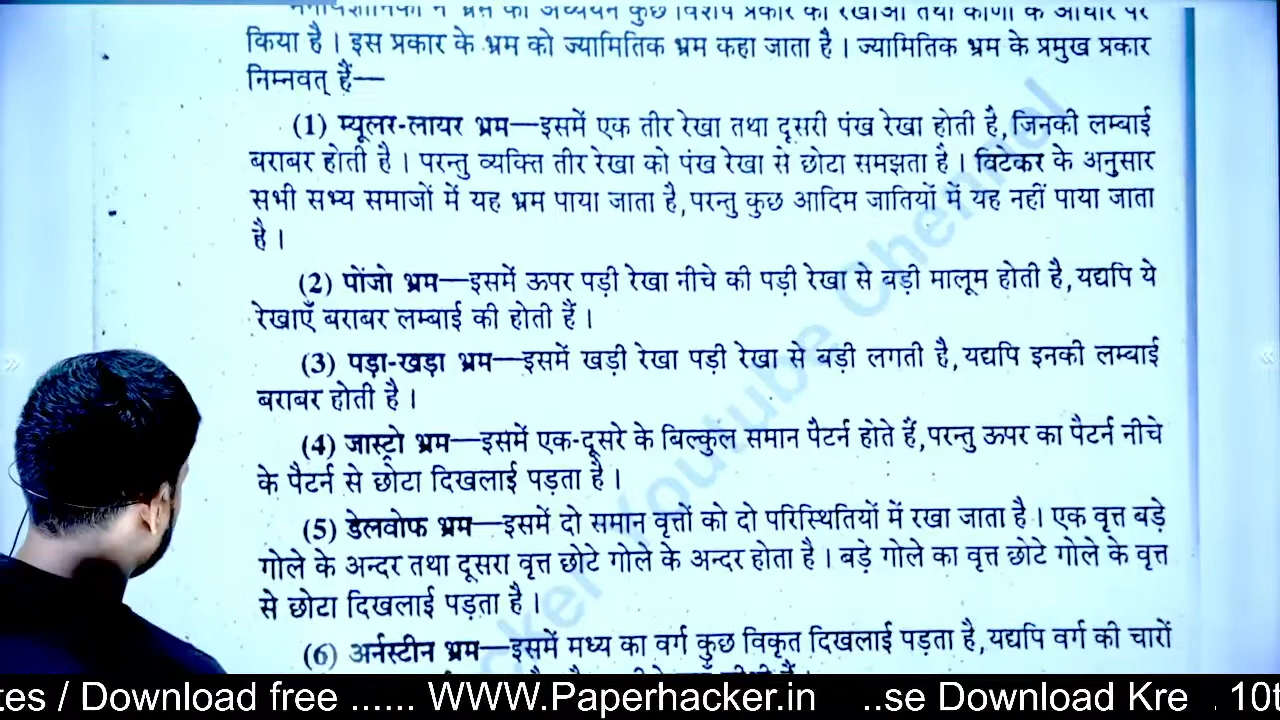 किया है। इस प्रकार के भ्रम को ज्यामितिक भ्रम कहा जाता है। ज्यामितिक भ्रम के प्रमुख प्रकार
निम्नवत् हैं—
(1) म्यूलर-लायर भ्रम—इसमें एक तीर रेखा तथा दूसरी पंख रेखा होती है, जिनकी लम्बाई
बराबर होती है। परन्तु व्यक्ति तीर रेखा को पंख रेखा से छोटा समझता है। विटेकर के अनुसार
सभी सभ्य समाजों में यह भ्रम पाया जाता है, परन्तु कुछ आदिम जातियों में यह नहीं पाया जाता
है।
(2) पोंजो भ्रम—इसमें ऊपर पड़ी रेखा नीचे की पड़ी रेखा से बड़ी मालूम होती है, यद्यपि ये
रेखाएँ बराबर लम्बाई की होती हैं।
(3) पड़ा-खड़ा भ्रम—इसमें खड़ी रेखा पड़ी रेखा से बड़ी लगती है, यद्यपि इनकी लम्बाई
बराबर होती है।
(4) जास्ट्रो भ्रम—इसमें एक-दूसरे के बिल्कुल समान पैटर्न होते हैं, परन्तु ऊपर का पैटर्न नीचे
के पैटर्न से छोटा दिखलाई पड़ता है।
(5) डेलवोफ भ्रम—इसमें दो समान वृत्तों को दो परिस्थितियों में रखा जाता है। एक वृत्त बड़े
गोले के अन्दर तथा दूसरा वृत्त छोटे गोले के अन्दर होता है। बड़े गोले का वृत्त छोटे गोले के वृत्त
से छोटा दिखलाई पड़ता है।
(6) अर्नस्टीन भ्रम—इसमें मध्य का वर्ग कुछ विकृत दिखलाई पड़ता है, यद्यपि वर्ग की चारों
Youtube Chemid
tes / Download free ...... WWW.Paperhacker.in ..se Download Kre . 10t